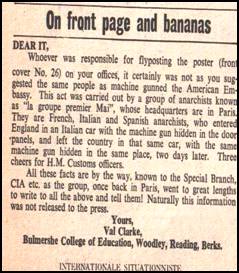 On front page and bananas
DEAR IT,
Whoever was responsible for flyposting the poster (front
cover No. 26) on your offices, it certainly was not as you sug-
gested the same people as machine gunned the American Em-
bassy. This act was carried out by a group of anarchists known
as "la groupe premier Mai", whose headquarters are in Paris.
They are French, Italian and Spanish anarchists, who entered
England in an Italian car with the machine gun hidden in the door
panels, and left the country in that same car, with the same
machine gun hidden in the same place, two days later. Three
cheers for H.M. Customs officers.
All these facts are by the way, known to the Special Branch,
CIA etc. as the group, once back in Paris, went to great lengths
to write to all the above and tell them! Naturally this information
was not released to the press.
Yours,
Val Clarke,
Bulmershe College of Education, Woodley, Reading, Berks.
INTERNATIONALE SITUATIONNISTE